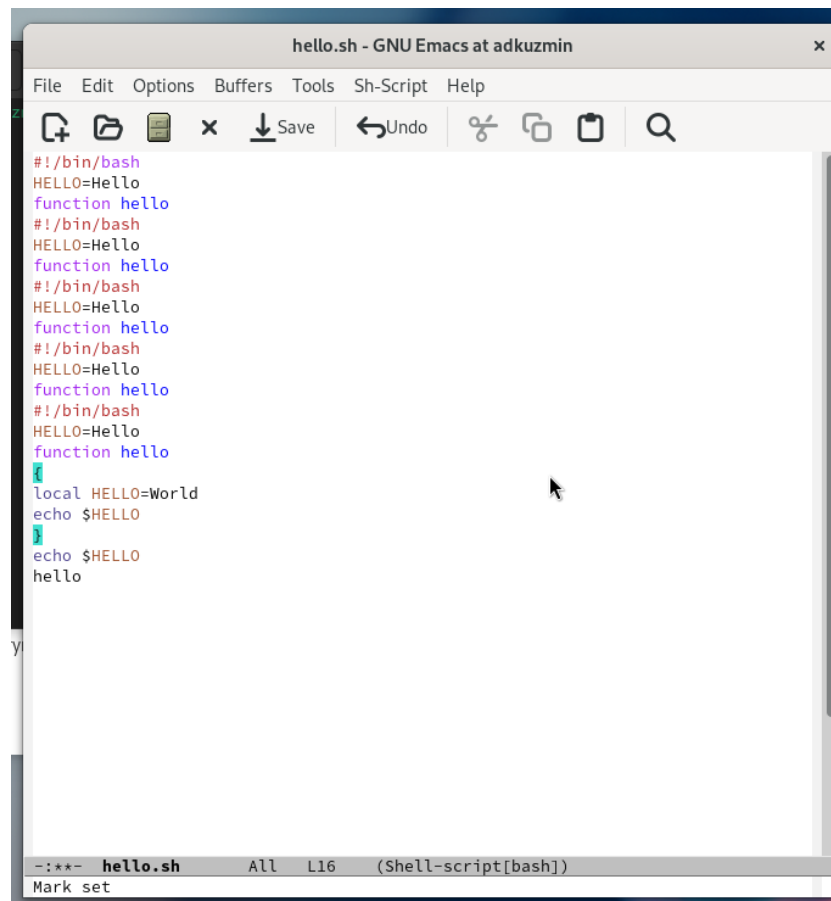 hello.sh - GNU Emacs at adkuzmin
File Edit Options Buffers Tools Sh-Script Help
Save Undo
#!/bin/bash
HELLO=Hello
function hello
#!/bin/bash
HELLO=Hello
function hello
#!/bin/bash
HELLO=Hello
function hello
#!/bin/bash
HELLO=Hello
function hello
#!/bin/bash
HELLO=Hello
function hello
{
local HELLO=World
echo $HELLO
}
echo $HELLO
hello
-:**- hello.sh All L16 (Shell-script[bash])
Mark set